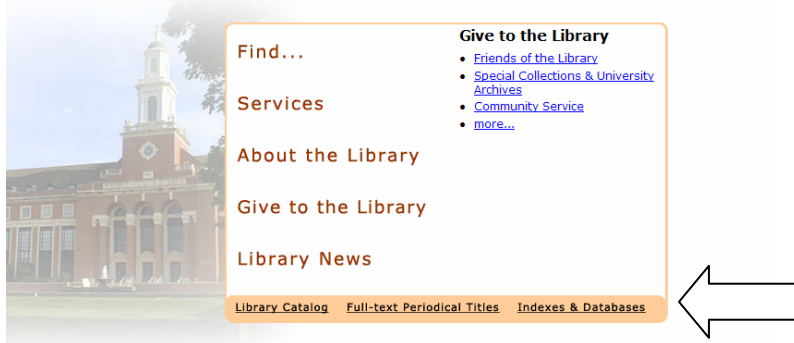 Find...
Services
About the Library
Give to the Library
Library News
Give to the Library
Friends of the Library
Special Collections & University
Archives
Community Service
more...
Library Catalog Full-text Periodical Titles Indexes & Databases